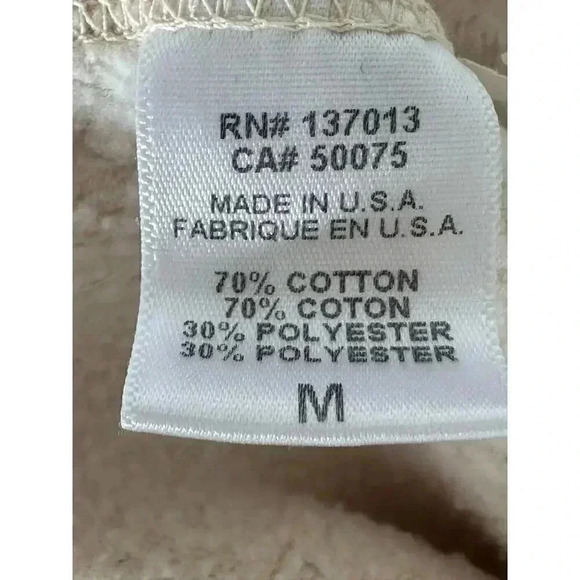 RN# 137013
CA# 50075
MADE IN U.S.A.
FABRIQUE EN U.S.A.
70% COTTON
70% COTON
30% POLYESTER
30% POLYESTER
M